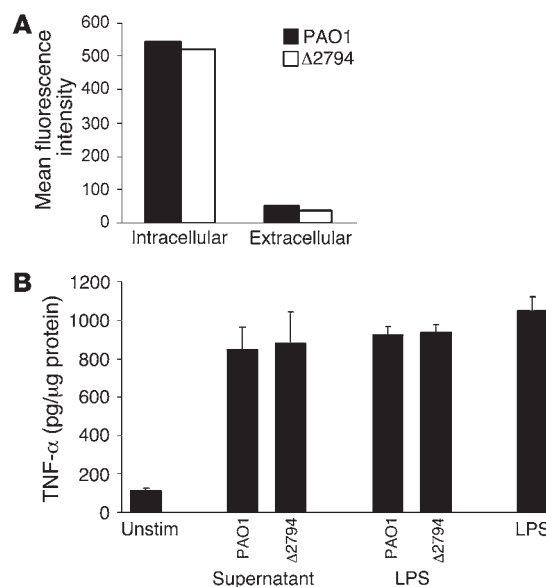 A
600
500
400
300
200
100
0
Mean fluorescence
intensity
PAO1
Δ2794
Intracellular Extracellular
B
1200
1000
800
600
400
200
0
TNF-α (pg/μg protein)
Unstim
PAO1
Δ2794
PAO1
Δ2794
LPS
Supernatant LPS